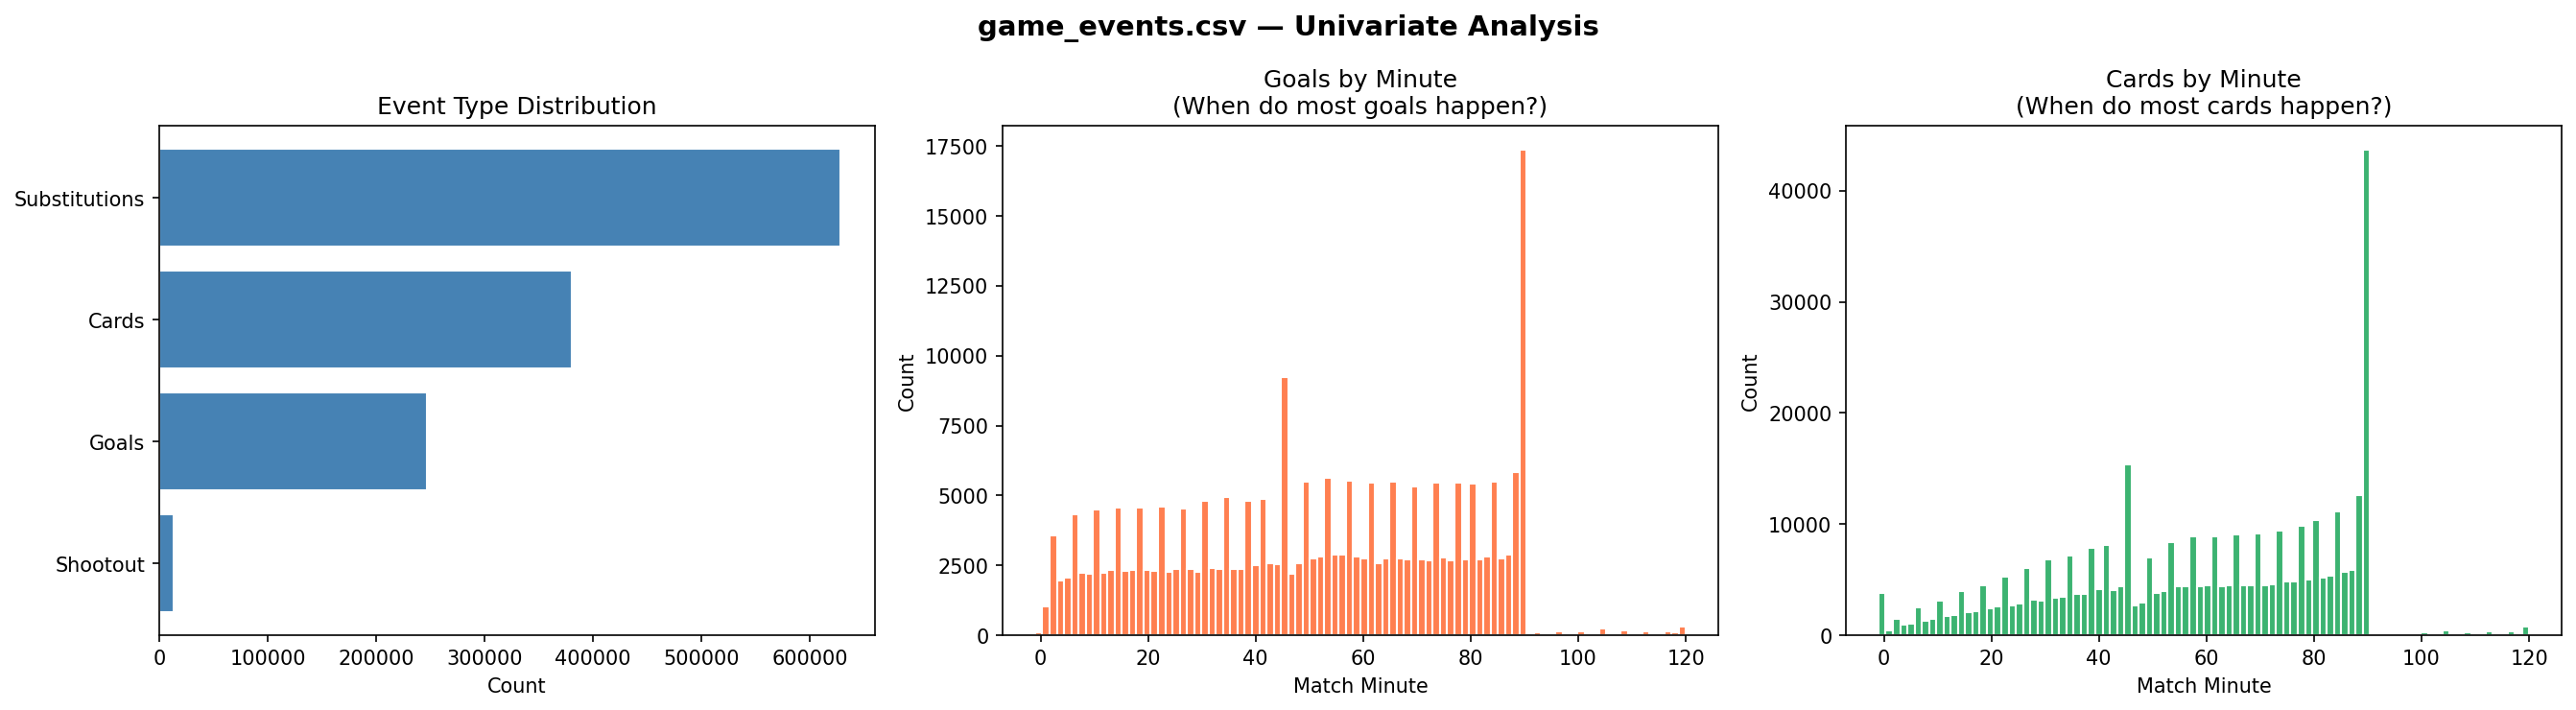 game_events.csv — Univariate Analysis
Event Type Distribution
Substitutions
Cards
Goals
Shootout
0 100000 200000 300000 400000 500000 600000
Count
Goals by Minute
(When do most goals happen?)
Count
17500
15000
12500
10000
7500
5000
2500
0
0 20 40 60 80 100 120
Match Minute
Cards by Minute
(When do most cards happen?)
Count
40000
30000
20000
10000
0
0 20 40 60 80 100 120
Match Minute